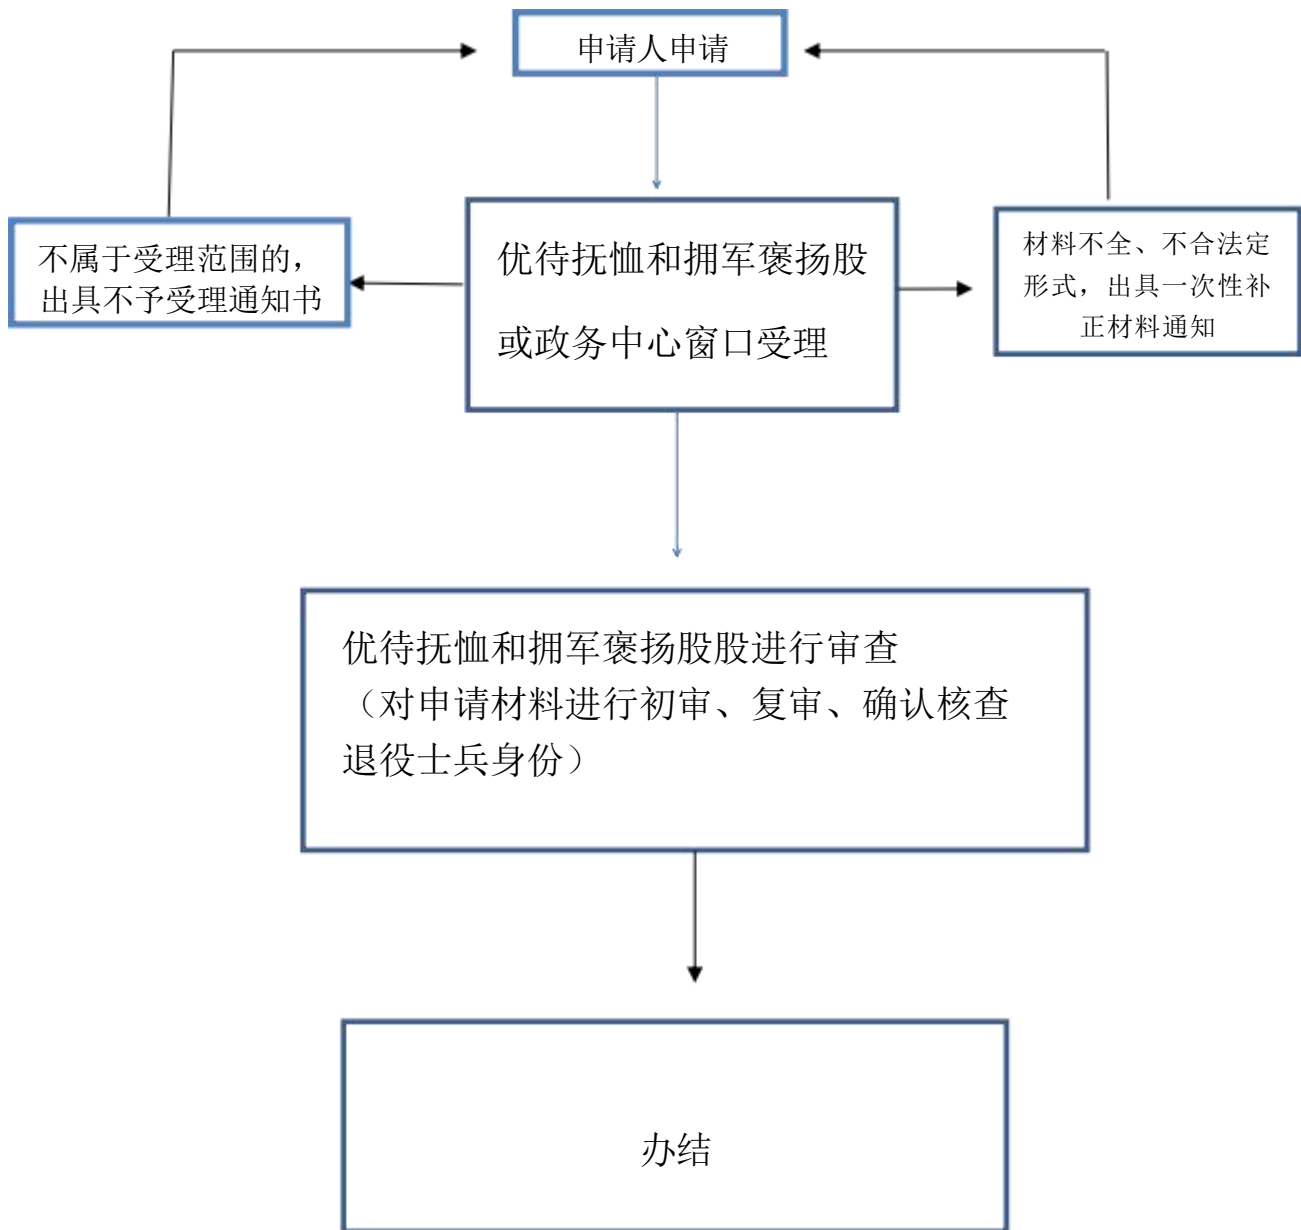 申请人申请
不属于受理范围的，
出具不予受理通知书
优待抚恤和拥军褒扬股
或政务中心窗口受理
材料不全、不合法定
形式，出具一次性补
正材料通知
优待抚恤和拥军褒扬股股进行审查
（对申请材料进行初审、复审、确认核查
退役士兵身份）
办结